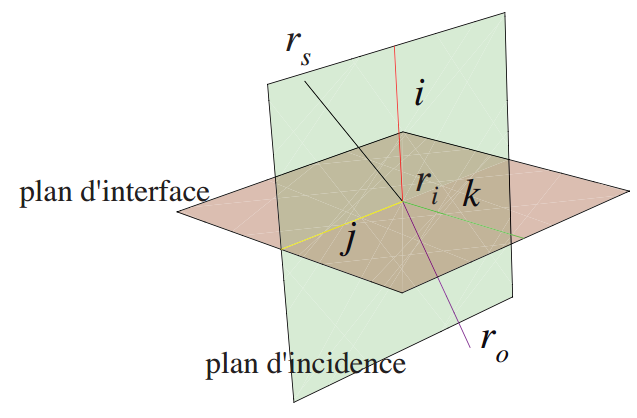 r_s
i
plan d'interface
r_i
k
j
r_o
plan d'incidence